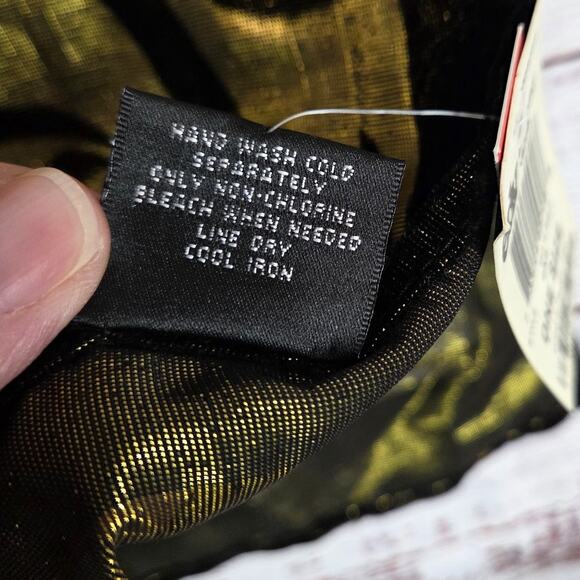 HAND WASH COLD
SEPARATELY
ONLY NON-CHLORINE
BLEACH WHEN NEEDED
LINE DRY
COOL IRON